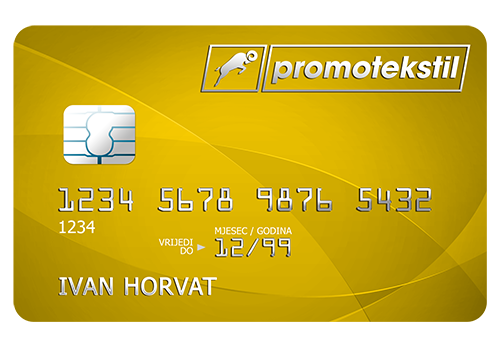 promotekstil
1234 5678 9876 5432
1234
MJESEC / GODINA
VRIJEDI
DO
12/99
IVAN HORVAT